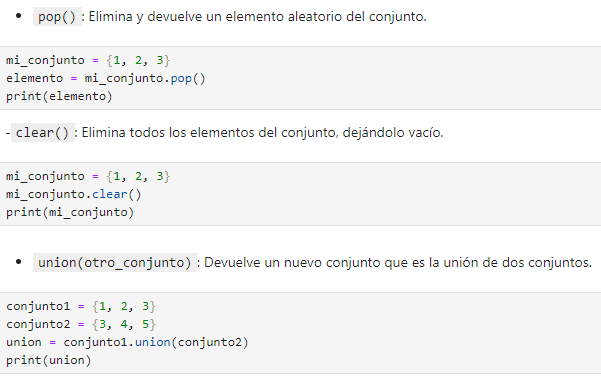 • pop() : Elimina y devuelve un elemento aleatorio del conjunto.
mi_conjunto = {1, 2, 3}
elemento = mi_conjunto.pop()
print(elemento)
- clear() : Elimina todos los elementos del conjunto, dejándolo vacío.
mi_conjunto = {1, 2, 3}
mi_conjunto.clear()
print(mi_conjunto)
• union(otro_conjunto) : Devuelve un nuevo conjunto que es la unión de dos conjuntos.
conjunto1 = {1, 2, 3}
conjunto2 = {3, 4, 5}
union = conjunto1.union(conjunto2)
print(union)